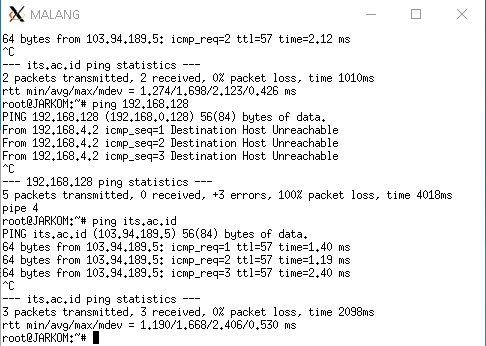 MALANG
64 bytes from 103.94.189.5: icmp_req=2 ttl=57 time=2.12 ms
^C
--- its.ac.id ping statistics ---
2 packets transmitted, 2 received, 0% packet loss, time 1010ms
rtt min/avg/max/mdev = 1.274/1.698/2.123/0.426 ms
root@JARKOM:~# ping 192.168.128
PING 192.168.128 (192.168.0.128) 56(84) bytes of data.
From 192.168.4.2 icmp_seq=1 Destination Host Unreachable
From 192.168.4.2 icmp_seq=2 Destination Host Unreachable
From 192.168.4.2 icmp_seq=3 Destination Host Unreachable
^C
--- 192.168.128 ping statistics ---
5 packets transmitted, 0 received, +3 errors, 100% packet loss, time 4018ms
pipe 4
root@JARKOM:~# ping its.ac.id
PING its.ac.id (103.94.189.5) 56(84) bytes of data.
64 bytes from 103.94.189.5: icmp_req=1 ttl=57 time=1.40 ms
64 bytes from 103.94.189.5: icmp_req=2 ttl=57 time=1.19 ms
64 bytes from 103.94.189.5: icmp_req=3 ttl=57 time=2.40 ms
^C
--- its.ac.id ping statistics ---
3 packets transmitted, 3 received, 0% packet loss, time 2098ms
rtt min/avg/max/mdev = 1.190/1.668/2.406/0.530 ms
root@JARKOM:~#